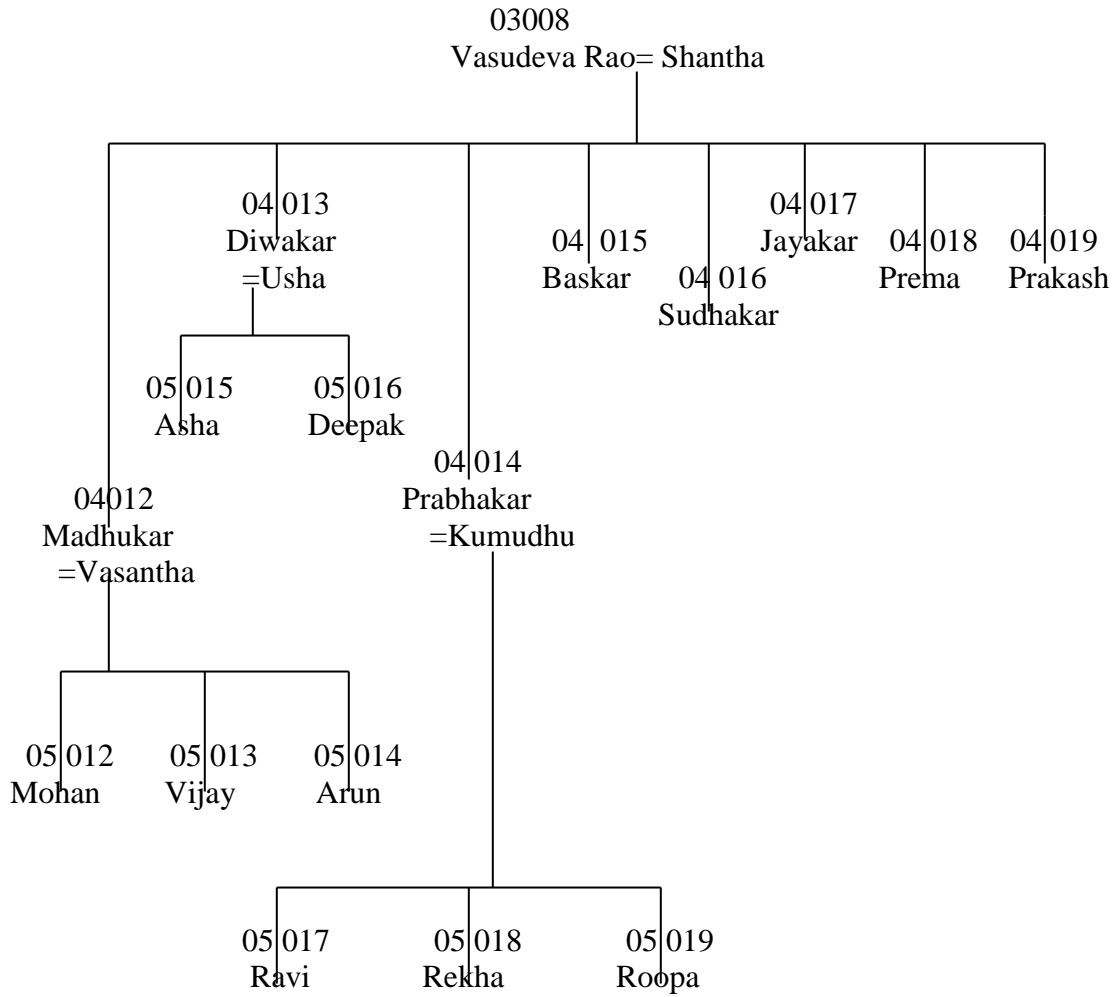 03008
Vasudeva Rao= Shantha
04 013
Diwakar
=Usha
04 017
Jayakar
04 015
Baskar
04 018
Prema
04 019
Prakash
04 016
Sudhakar
05 015
Asha
05 016
Deepak
04 014
Prabhakar
=Kumudhu
04012
Madhukar
=Vasantha
05 012
Mohan
05 013
Vijay
05 014
Arun
05 017
Ravi
05 018
Rekha
05 019
Roopa